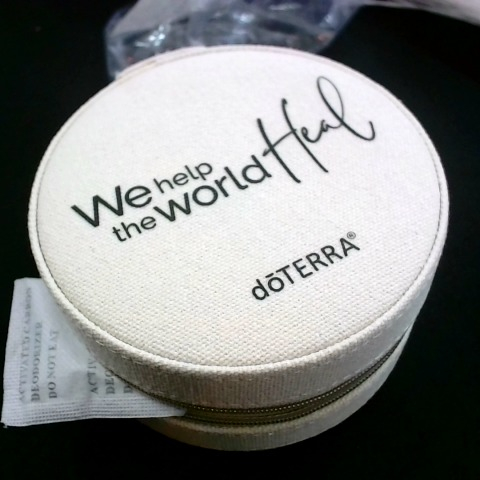 We help
the world Heal
dōTERRA®
ACTIVATED CARBON
DEODORIZER
DO NOT EAT